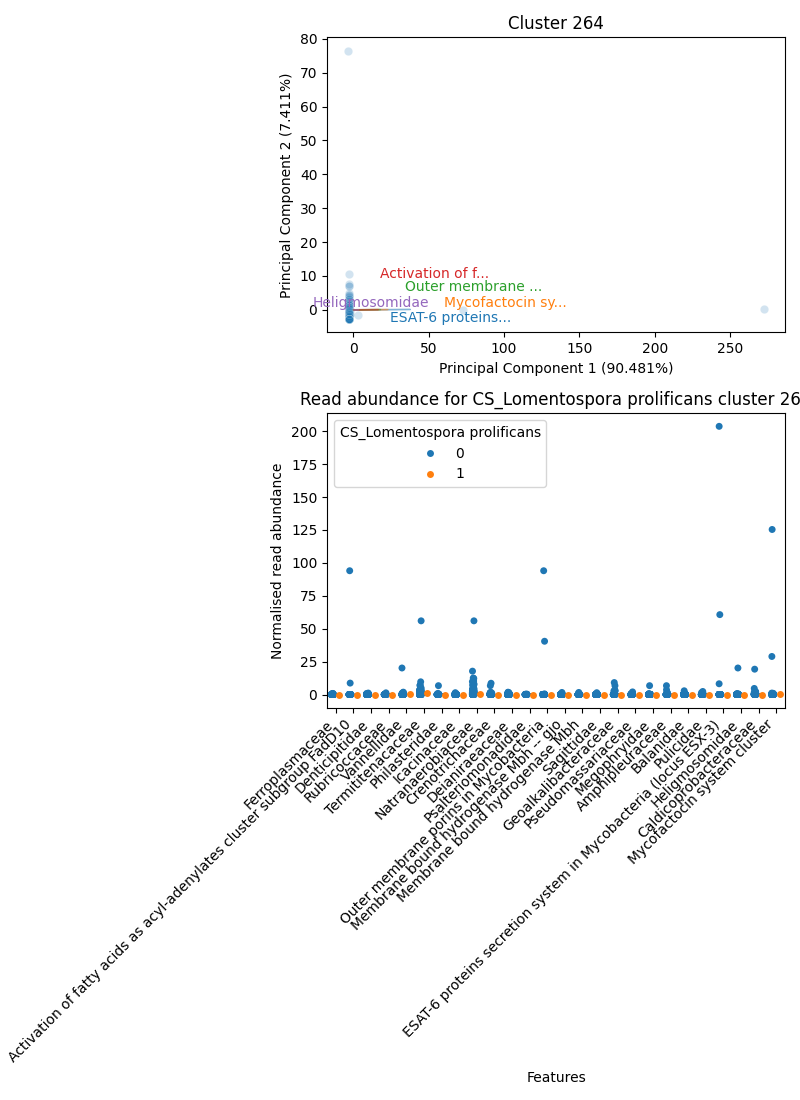 Cluster 264
Principal Component 2 (7.411%)
80
70
60
50
40
30
20
10
0
Activation of f...
Outer membrane ...
Heligmosomidae
Mycofactocin sy...
ESAT-6 proteins...
0
50
100
150
200
250
Principal Component 1 (90.481%)
Read abundance for CS_Lomentospora prolificans cluster 26
Normalised read abundance
200
175
150
125
100
75
50
25
0
CS_Lomentospora prolificans
0
1
Ferroplasmaceae
Activation of fatty acids as acyl-adenylates cluster subgroup FadD10
Denticipitidae
Rubricoccaceae
Vannellidae
Termititenacaceae
Philasteridae
Icacinaceae
Natranaerobiaceae
Crenotrichaceae
Deianiraeaceae
Psalteriomonadidae
Outer membrane porins in Mycobacteria
Membrane bound hydrogenase Mbh -- gjo
Membrane bound hydrogenase Mbh
Sagittidae
Geoalkalibacteraceae
Pseudomassariaceae
Megophrydae
Amphipleuraceae
Balanidae
Pulicidae
ESAT-6 proteins secretion system in Mycobacteria (locus ESX-3)
Heligmosomidae
Caldicoprobacteraceae
Mycofactocin system cluster
Features